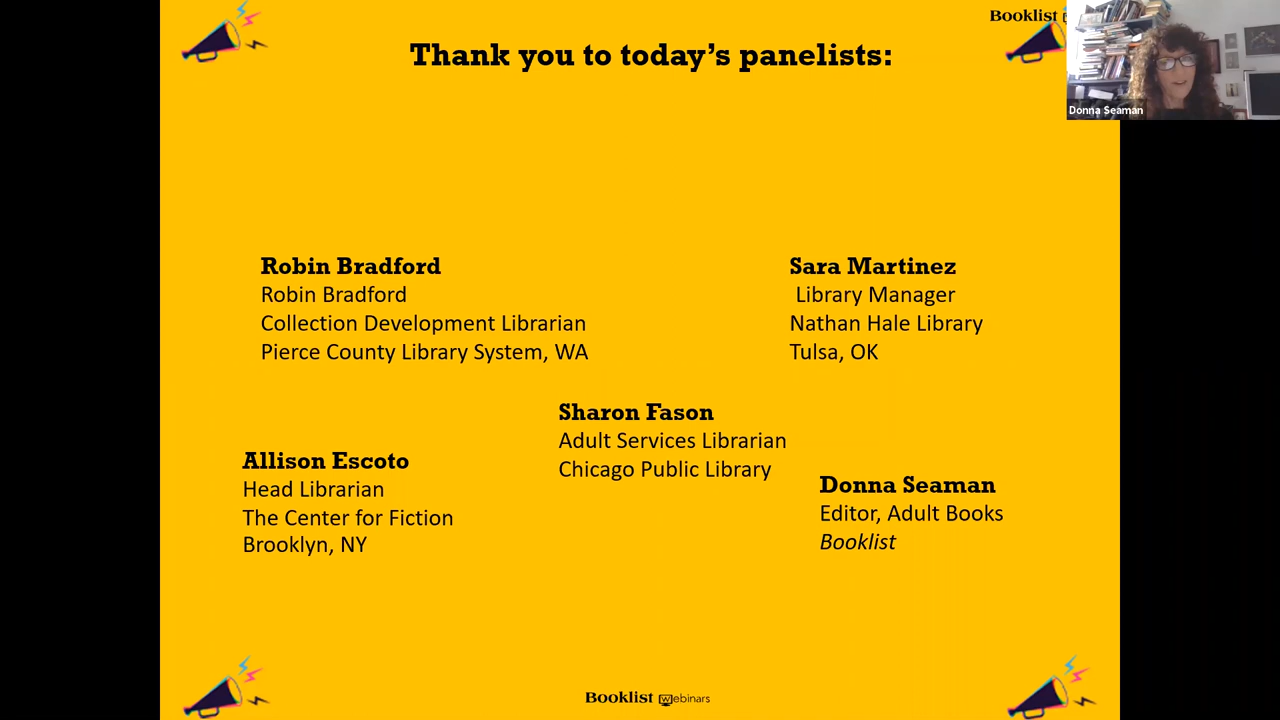 Booklist
Thank you to today’s panelists:
Donna Seaman
Robin Bradford
Robin Bradford
Collection Development Librarian
Pierce County Library System, WA
Sara Martinez
Library Manager
Nathan Hale Library
Tulsa, OK
Sharon Fason
Adult Services Librarian
Chicago Public Library
Allison Escoto
Head Librarian
The Center for Fiction
Brooklyn, NY
Donna Seaman
Editor, Adult Books
Booklist
Booklist webinars